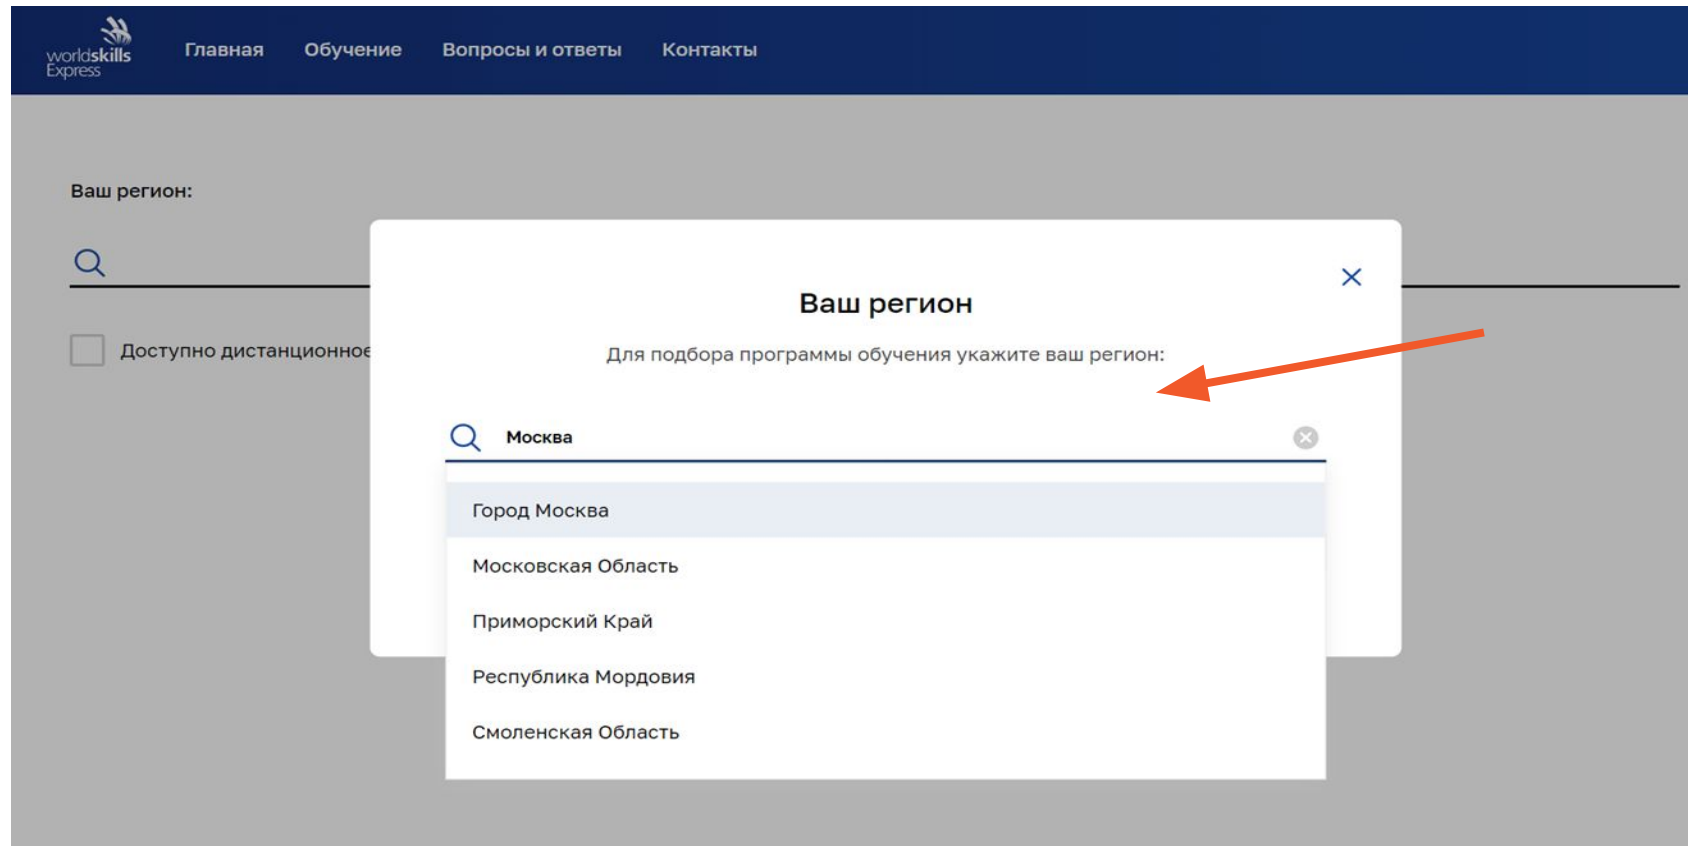 worldskills
Express
Главная Обучение Вопросы и ответы Контакты
Ваш регион:
Доступно дистанционное
Ваш регион
Для подбора программы обучения укажите ваш регион:
Москва
Город Москва
Московская Область
Приморский Край
Республика Мордовия
Смоленская Область